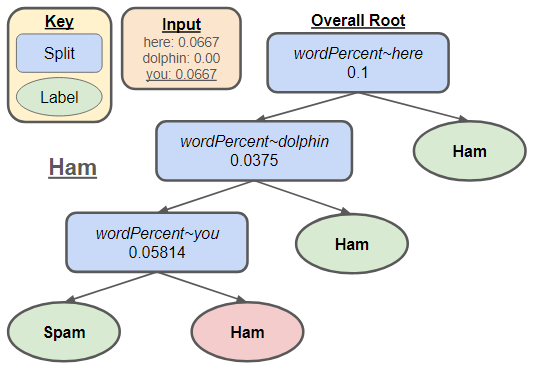 Key
Split
Label
Input
here: 0.0667
dolphin: 0.00
you: 0.0667
Overall Root
wordPercent~here
0.1
wordPercent~dolphin
0.0375
Ham
Ham
wordPercent~you
0.05814
Ham
Spam
Ham